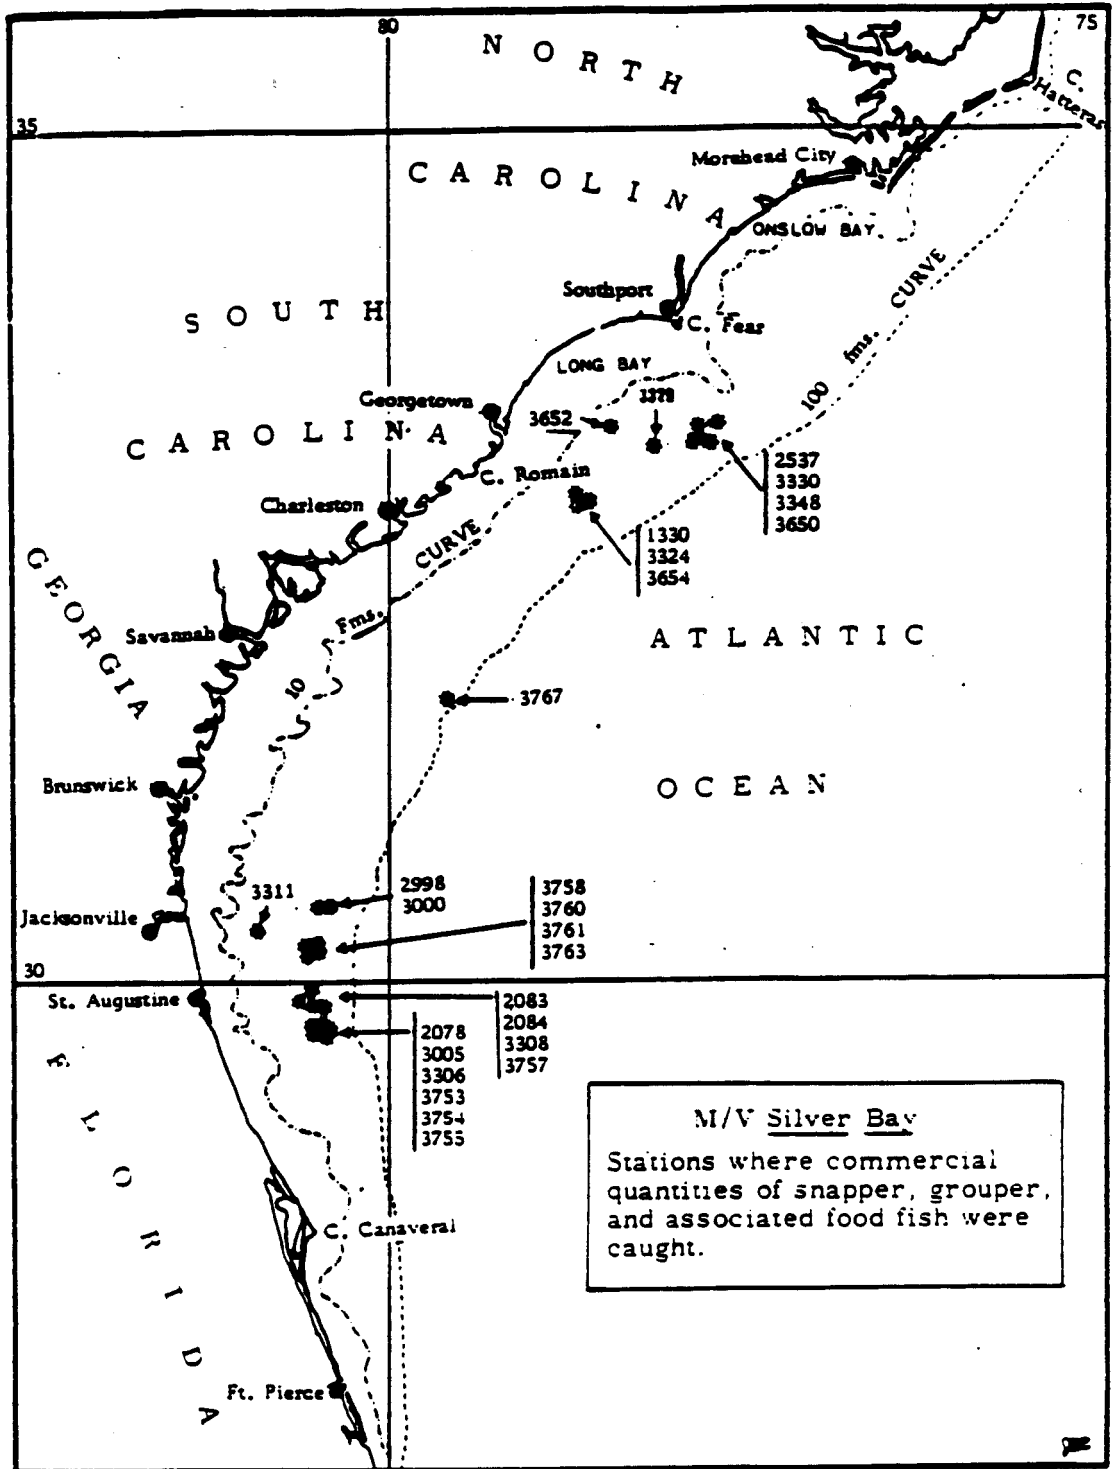 80
75
NORTH
C. Hatteras
35
Morehead City
CAROLINA
ONSLOW BAY
CURVE
Southport
SOUTH
C. Fear
fms.
LONG BAY
100
Georgetown
3652
CAROLINA
2537
3330
3348
3650
C. Romain
Charleston
CURVE
1330
3324
3654
GEORGIA
Fms.
Savannah
ATLANTIC
10
3767
Brunswick
OCEAN
3311
2998
3000
3758
3760
3761
3763
Jacksonville
30
St. Augustine
2083
2084
3308
3757
2078
3005
3306
3753
3754
3755
FLORIDA
M/V Silver Bay
Stations where commercial
quantities of snapper, grouper,
and associated food fish were
caught.
C. Canaveral
Ft. Pierce